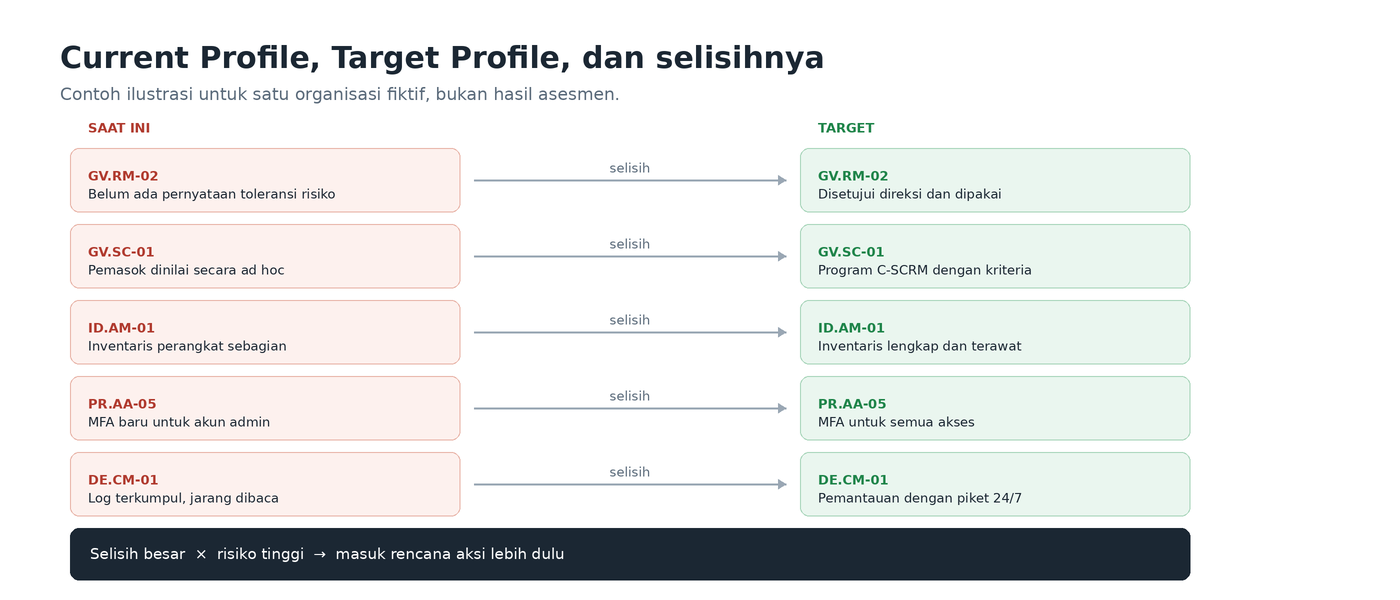 Current Profile, Target Profile, dan selisihnya
Contoh ilustrasi untuk satu organisasi fiktif, bukan hasil asesmen.
SAAT INI
TARGET
GV.RM-02
Belum ada pernyataan toleransi risiko
selisih
GV.RM-02
Disetujui direksi dan dipakai
GV.SC-01
Pemasok dinilai secara ad hoc
selisih
GV.SC-01
Program C-SCRM dengan kriteria
ID.AM-01
Inventaris perangkat sebagian
selisih
ID.AM-01
Inventaris lengkap dan terawat
PR.AA-05
MFA baru untuk akun admin
selisih
PR.AA-05
MFA untuk semua akses
DE.CM-01
Log terkumpul, jarang dibaca
selisih
DE.CM-01
Pemantauan dengan piket 24/7
Selisih besar × risiko tinggi → masuk rencana aksi lebih dulu